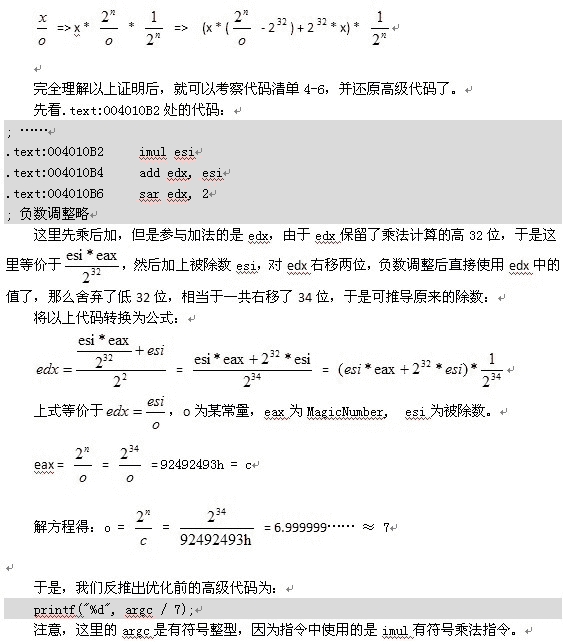 x/o => x * 2^n/o * 1/2^n => (x * (2^n/o - 2^32) + 2^32 * x) * 1/2^n
完全理解以上证明后，就可以考察代码清单 4-6，并还原高级代码了。
先看.text:004010B2 处的代码：
; ……
.text:004010B2 imul esi
.text:004010B4 add edx, esi
.text:004010B6 sar edx, 2
; 负数调整略
这里先乘后加，但是参与加法的是 edx，由于 edx 保留了乘法计算的高 32 位，于是这
里等价于 esi * eax / 2^32，然后加上被除数 esi，对 edx 右移两位，负数调整后直接使用 edx 中的
值了，那么舍弃了低 32 位，相当于一共右移了 34 位，于是可推导原来的除数：
将以上代码转换为公式：
edx = (esi * eax / 2^32 + esi) / 2^2 = (esi * eax + 2^32 * esi) / 2^34 = (esi * eax + 2^32 * esi) * 1/2^34
上式等价于 edx = esi/o，o 为某常量，eax 为 MagicNumber, esi 为被除数。
eax = 2^n/o = 2^34/o = 92492493h = c
解方程得：o = 2^n/c = 2^34/92492493h = 6.999999…… ≈ 7
于是，我们反推出优化前的高级代码为：
printf("%d", argc / 7);
注意，这里的 argc 是有符号整型，因为指令中使用的是 imul 有符号乘法指令。